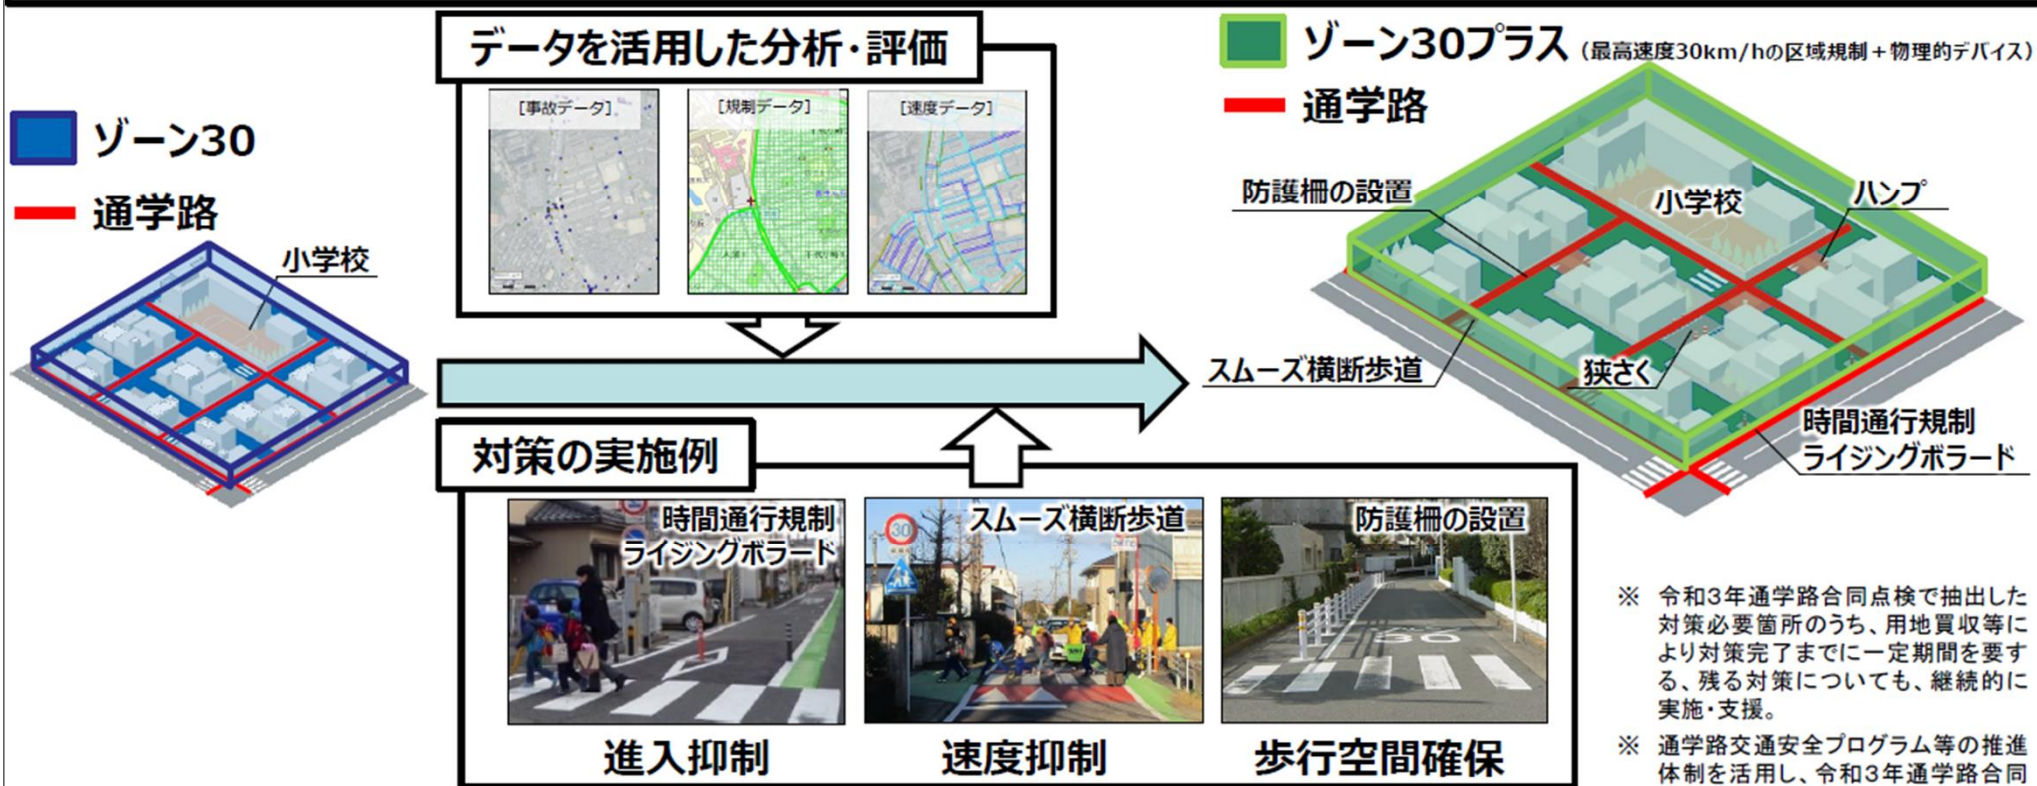 データを活用した分析・評価
[事故データ]
[規制データ]
[速度データ]
ゾーン30
通学路
小学校
ゾーン30プラス (最高速度30km/hの区域規制+物理的デバイス)
通学路
防護柵の設置
小学校
ハンプ
スムーズ横断歩道
狭さく
時間通行規制
ライジングボラード
対策の実施例
時間通行規制
ライジングボラード
スムーズ横断歩道
30
防護柵の設置
30
進入抑制
速度抑制
歩行空間確保
※ 令和3年通学路合同点検で抽出した
対策必要箇所のうち、用地買収等に
より対策完了までに一定期間を要す
る、残る対策についても、継続的に
実施・支援。
※ 通学路交通安全プログラム等の推進
体制を活用し、令和3年通学路合同